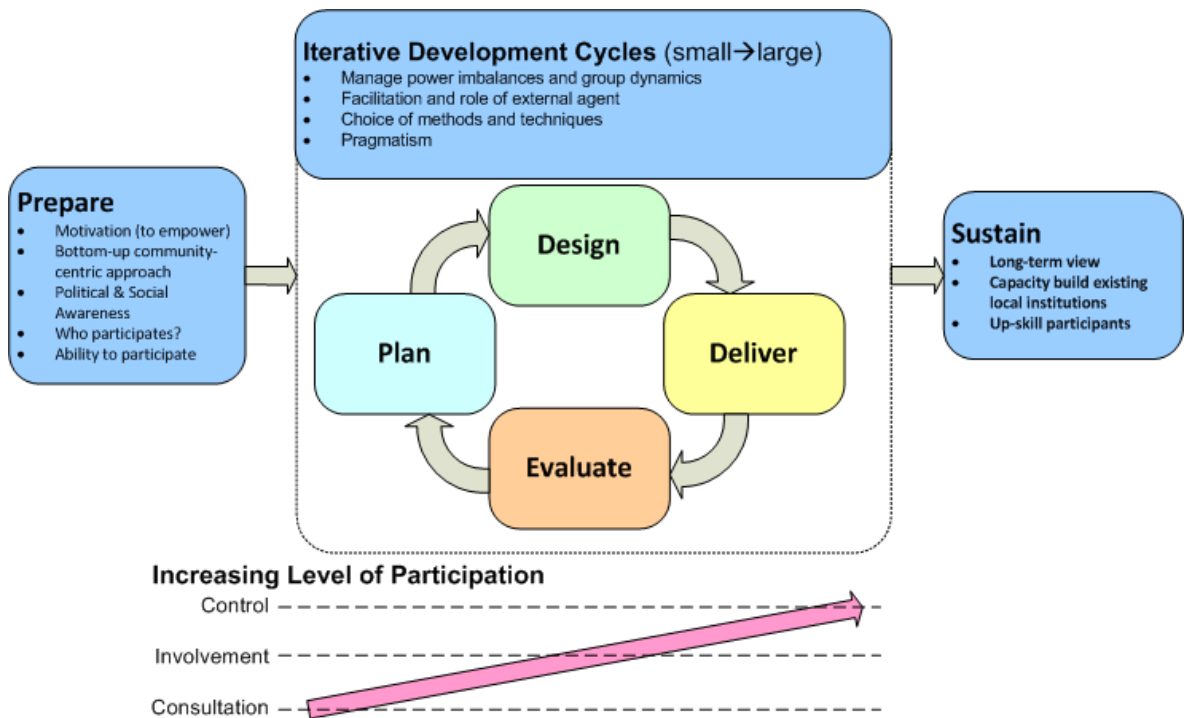 Iterative Development Cycles (small→large)
• Manage power imbalances and group dynamics
• Facilitation and role of external agent
• Choice of methods and techniques
• Pragmatism
Prepare
• Motivation (to empower)
• Bottom-up community-
centric approach
• Political & Social
Awareness
• Who participates?
• Ability to participate
Design
Plan
Deliver
Evaluate
Sustain
• Long-term view
• Capacity build existing
local institutions
• Up-skill participants
Increasing Level of Participation
Control
Involvement
Consultation